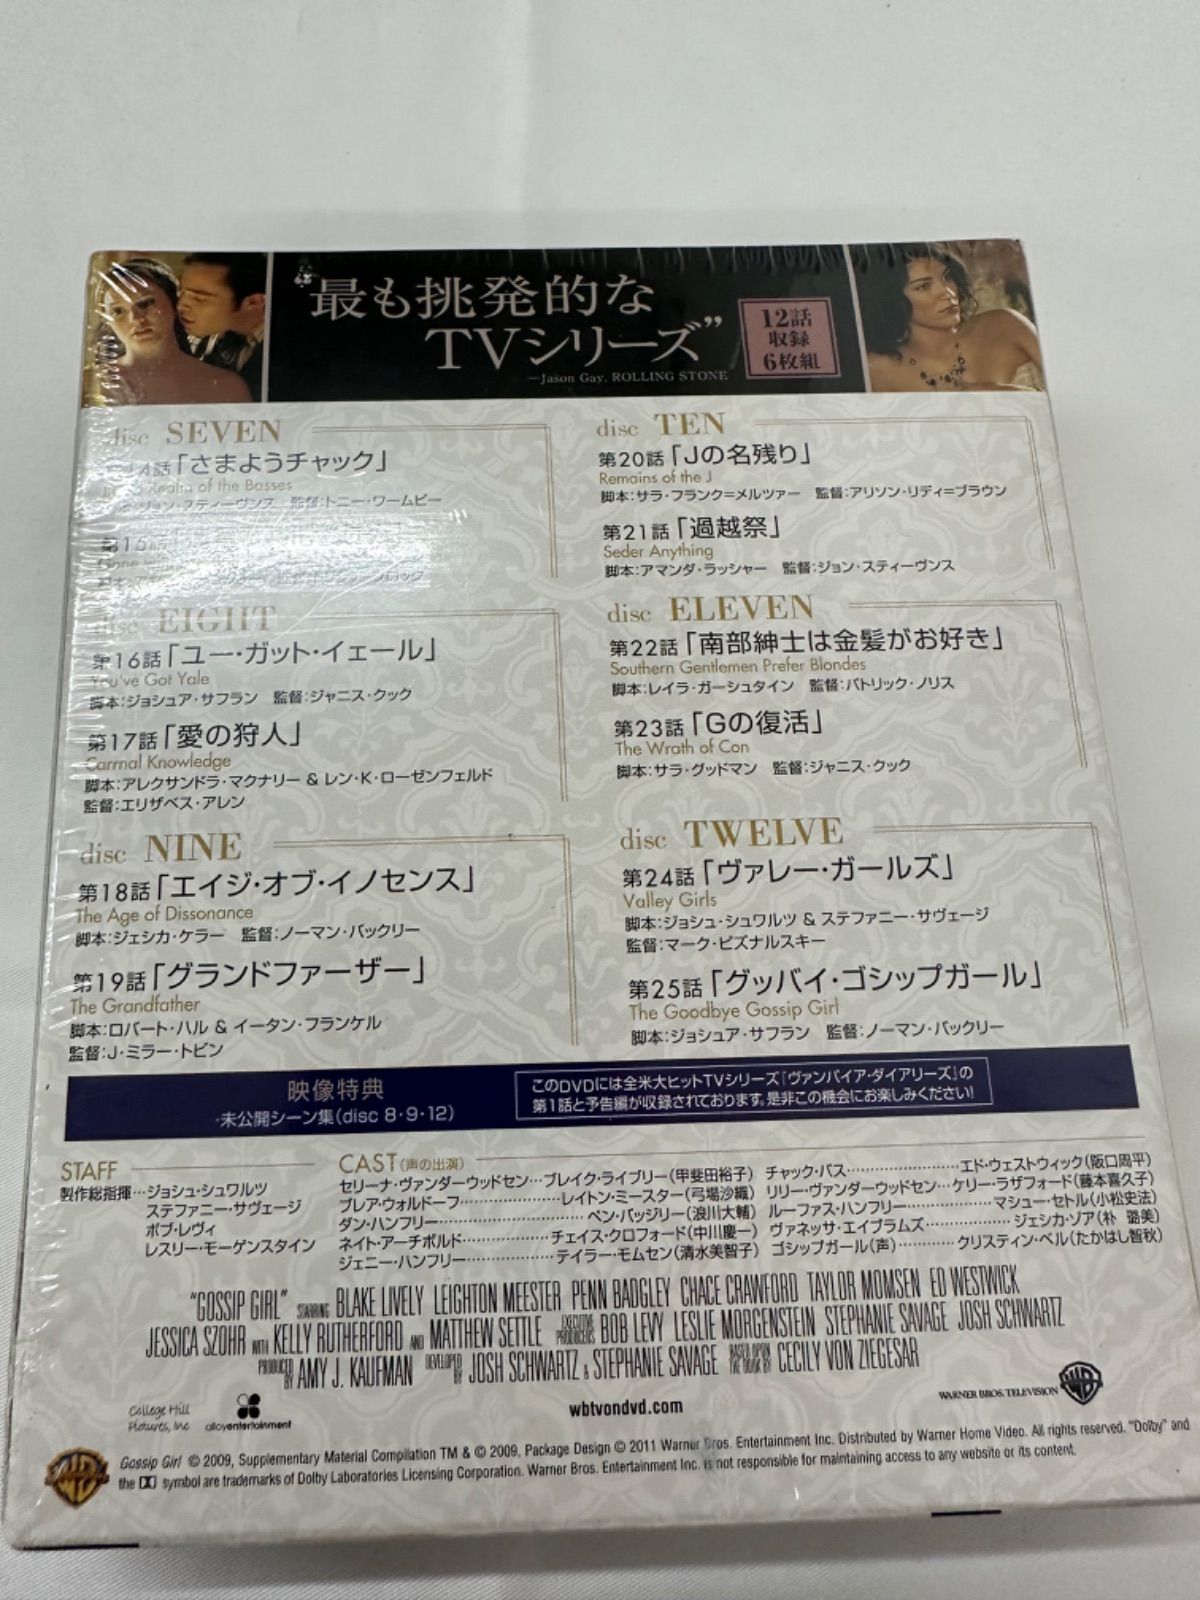 “最も挑発的な
TVシリーズ”
—Jason Gay, ROLLING STONE
12話
収録
6枚組
disc SEVEN
14話「さまようチャック」
Realm of the Basses
ジョン・スティーヴンス 監督:トニー・ワームビー
第15話
Gone
disc EIGHT
第16話「ユー・ガット・イェール」
You've Got Yale
脚本:ジョシュア・サフラン 監督:ジャニス・クック
第17話「愛の狩人」
Carrnal Knowledge
脚本:アレクサンドラ・マクナリー & レン・K・ローゼンフェルド
監督:エリザベス・アレン
disc NINE
第18話「エイジ・オブ・イノセンス」
The Age of Dissonance
脚本:ジェシカ・ケラー 監督:ノーマン・バックリー
第19話「グランドファーザー」
The Grandfather
脚本:ロバート・ハル & イータン・フランケル
監督:J・ミラー・トビン
disc TEN
第20話「Jの名残り」
Remains of the J
脚本:サラ・フランク=メルツァー 監督:アリソン・リディ=ブラウン
第21話「過越祭」
Seder Anything
脚本:アマンダ・ラッシャー 監督:ジョン・スティーヴンス
disc ELEVEN
第22話「南部紳士は金髪がお好き」
Southern Gentlemen Prefer Blondes
脚本:レイラ・ガーシュタイン 監督:パトリック・ノリス
第23話「Gの復活」
The Wrath of Con
脚本:サラ・グッドマン 監督:ジャニス・クック
disc TWELVE
第24話「ヴァレー・ガールズ」
Valley Girls
脚本:ジョシュ・シュワルツ & ステファニー・サヴェージ
監督:マーク・ピズナルスキー
第25話「グッバイ・ゴシップガール」
The Goodbye Gossip Girl
脚本:ジョシュア・サフラン 監督:ノーマン・バックリー
映像特典
・未公開シーン集(disc 8・9・12)
このDVDには全米大ヒットTVシリーズ「ヴァンパイア・ダイアリーズ」の
第1話と予告編が収録されております。是非この機会にお楽しみください!
STAFF
製作総指揮…ジョシュ・シュワルツ
ステファニー・サヴェージ
ボブ・レヴィ
レスリー・モーゲンスタイン
CAST(声の出演)
セリーナ・ヴァンダーウッドセン…ブレイク・ライブリー(甲斐田裕子)
ブレア・ウォルドーフ…レイトン・ミースター(弓場沙織)
ダン・ハンフリー…ペン・バッジリー(浪川大輔)
ネイト・アーチボルド…チェイス・クロフォード(中川慶一)
ジェニー・ハンフリー…テイラー・モムセン(清水美智子)
チャック・バス…エド・ウェストウィック(阪口周平)
リリー・ヴァンダーウッドセン…ケリー・ラザフォード(藤本喜久子)
ルーファス・ハンフリー…マシュー・セトル(小松史法)
ヴァネッサ・エイブラムズ…ジェシカ・ゾア(朴 璐美)
ゴシップガール(声)…クリスティン・ベル(たかはし智秋)
"GOSSIP GIRL" STARRING BLAKE LIVELY LEIGHTON MEESTER PENN BADGLEY CHACE CRAWFORD TAYLOR MOMSEN ED WESTWICK
JESSICA SZOHR WITH KELLY RUTHERFORD AND MATTHEW SETTLE EXECUTIVE PRODUCERS BOB LEVY LESLIE MORGENSTEIN STEPHANIE SAVAGE JOSH SCHWARTZ
PRODUCED BY AMY J. KAUFMAN DEVELOPED BY JOSH SCHWARTZ & STEPHANIE SAVAGE BASED UPON THE BOOK BY CECILY VON ZIEGESAR
College Hill
Pictures, Inc
alloyentertainment
wbtvondvd.com
WARNER BROS. TELEVISION
Gossip Girl © 2009, Supplementary Material Compilation TM & © 2009, Package Design © 2011 Warner Bros. Entertainment Inc. Distributed by Warner Home Video. All rights reserved. "Dolby" and
the symbol are trademarks of Dolby Laboratories Licensing Corporation. Warner Bros. Entertainment Inc. is not responsible for maintaining access to any website or its content.